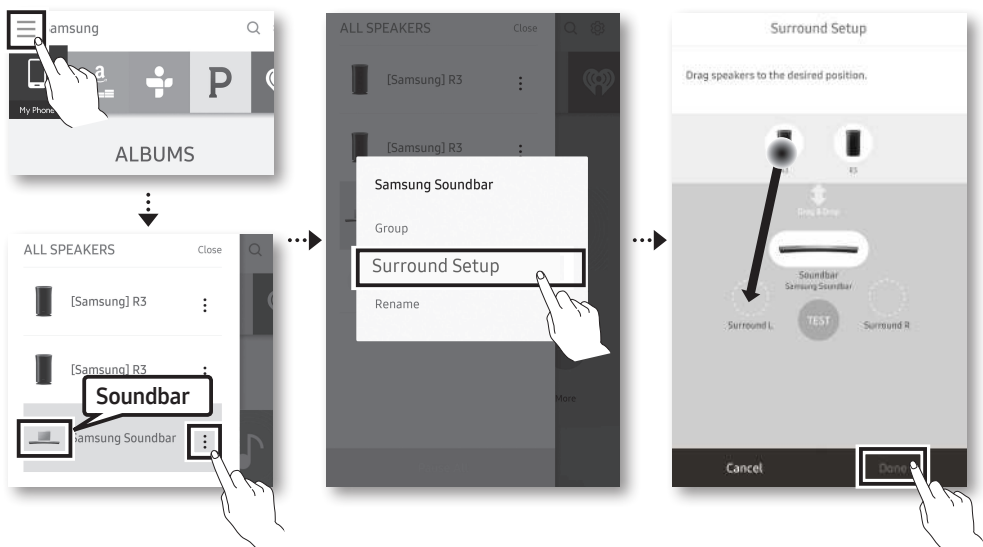 amsung
a
P
My Phone
ALBUMS
ALL SPEAKERS Close
[Samsung] R3
[Samsung] R3
Soundbar
Samsung Soundbar
ALL SPEAKERS Close
[Samsung] R3
[Samsung] R3
Samsung Soundbar
Group
Surround Setup
Rename
More
Surround Setup
Drag speakers to the desired position.
R3 R3
Drag & Drop
Soundbar
Samsung Soundbar
Surround L TEST Surround R
Cancel Done